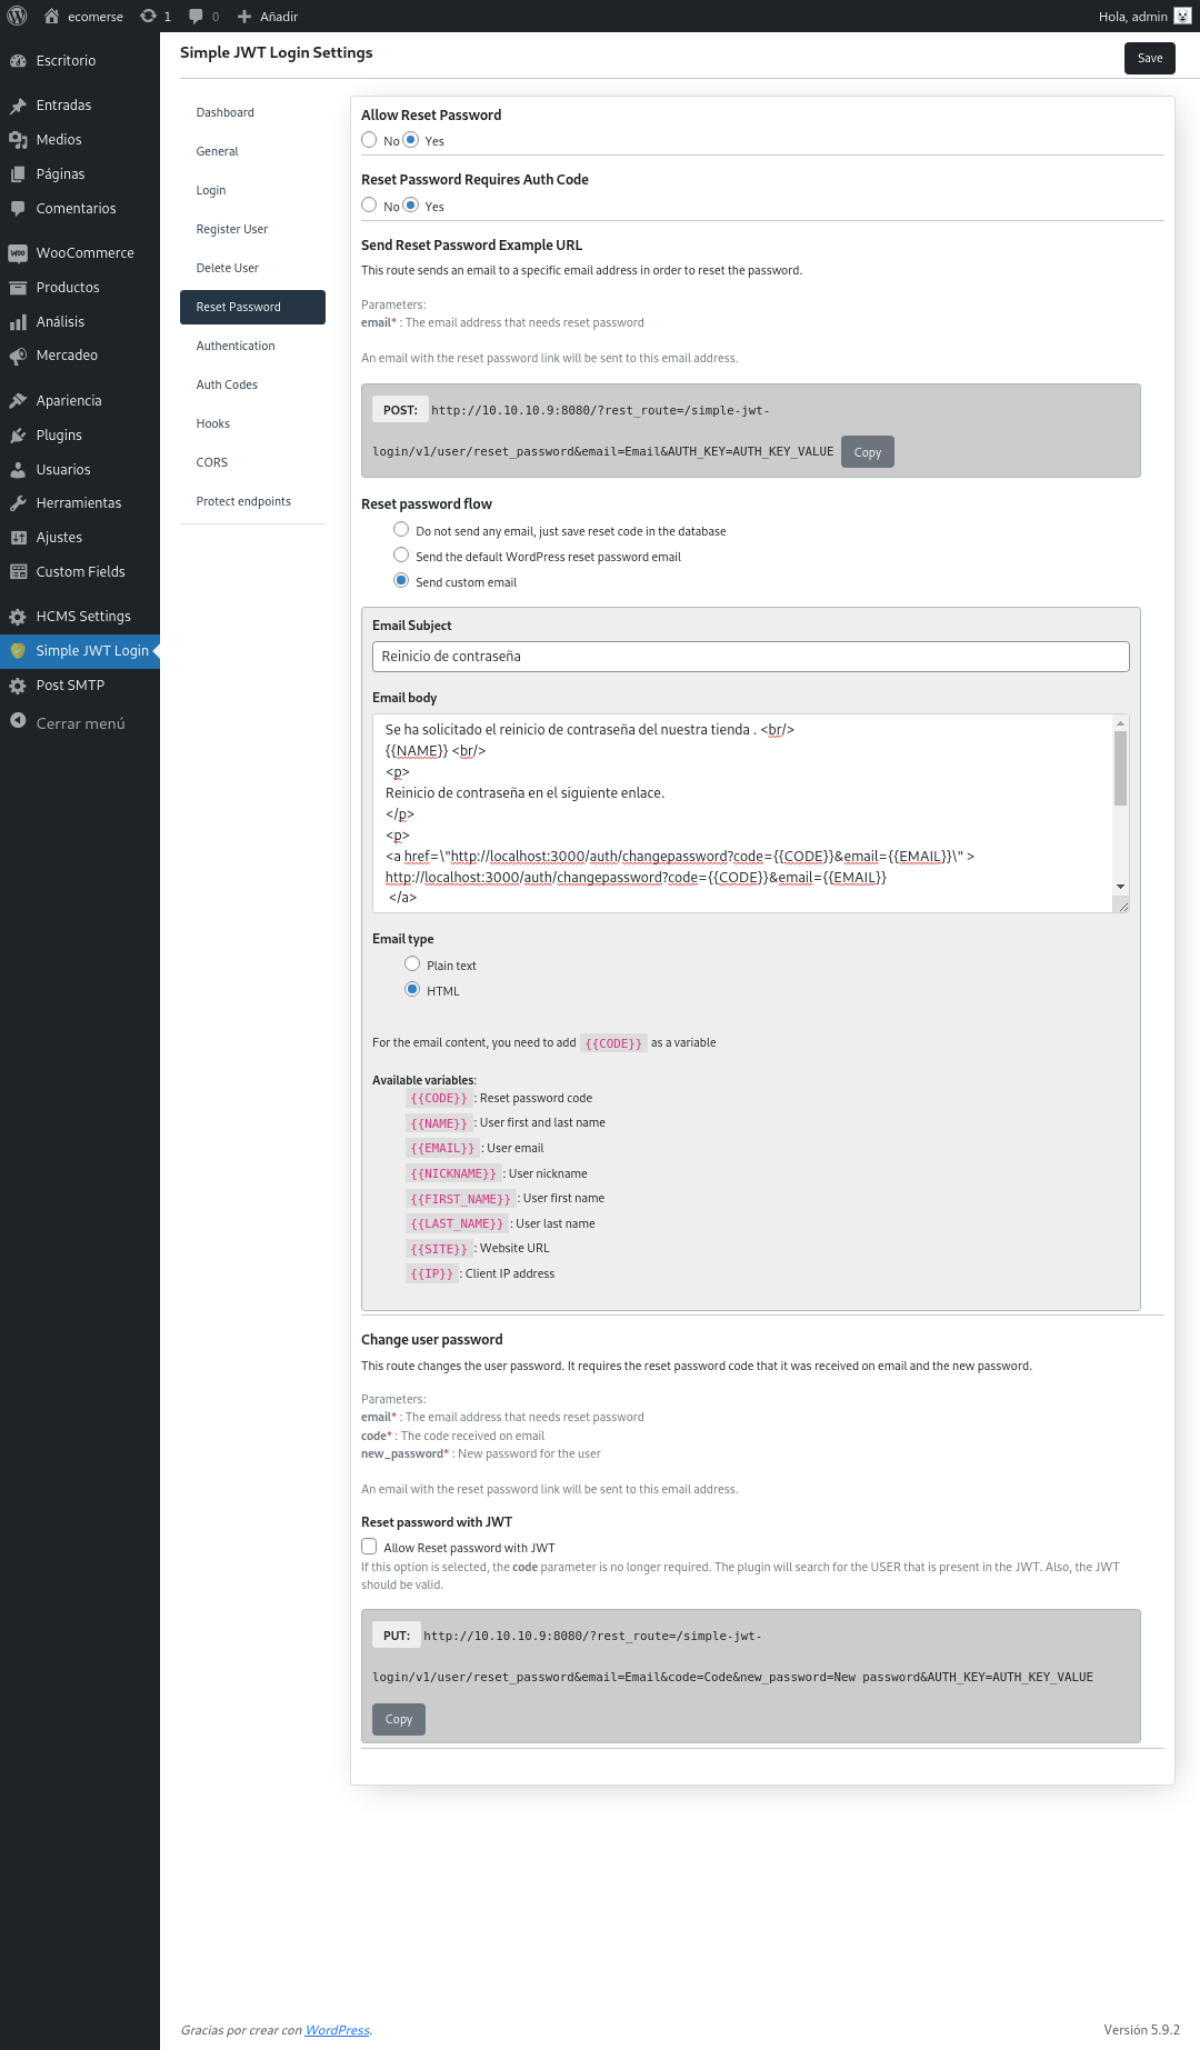 ecomerse 1 0 Añadir Hola, admin
Escritorio
Entradas
Medios
Páginas
Comentarios
WooCommerce
Productos
Análisis
Mercadeo
Apariencia
Plugins
Usuarios
Herramientas
Ajustes
Custom Fields
HCMS Settings
Simple JWT Login
Post SMTP
Cerrar menú
Simple JWT Login Settings
Save
Dashboard
General
Login
Register User
Delete User
Reset Password
Authentication
Auth Codes
Hooks
CORS
Protect endpoints
Allow Reset Password
No Yes
Reset Password Requires Auth Code
No Yes
Send Reset Password Example URL
This route sends an email to a specific email address in order to reset the password.
Parameters:
email* : The email address that needs reset password
An email with the reset password link will be sent to this email address.
POST: http://10.10.10.9:8080/?rest_route=/simple-jwt-
login/v1/user/reset_password&email=Email&AUTH_KEY=AUTH_KEY_VALUE Copy
Reset password flow
Do not send any email, just save reset code in the database
Send the default WordPress reset password email
Send custom email
Email Subject
Reinicio de contraseña
Email body
Se ha solicitado el reinicio de contraseña del nuestra tienda . <br/>
{{NAME}} <br/>
<p>
Reinicio de contraseña en el siguiente enlace.
</p>
<p>
<a href=\"http://localhost:3000/auth/changepassword?code={{CODE}}&email={{EMAIL}}\" >
http://localhost:3000/auth/changepassword?code={{CODE}}&email={{EMAIL}}
</a>
Email type
Plain text
HTML
For the email content, you need to add {{CODE}} as a variable
Available variables:
{{CODE}} : Reset password code
{{NAME}} : User first and last name
{{EMAIL}} : User email
{{NICKNAME}} : User nickname
{{FIRST_NAME}} : User first name
{{LAST_NAME}} : User last name
{{SITE}} : Website URL
{{IP}} : Client IP address
Change user password
This route changes the user password. It requires the reset password code that it was received on email and the new password.
Parameters:
email* : The email address that needs reset password
code* : The code received on email
new_password* : New password for the user
An email with the reset password link will be sent to this email address.
Reset password with JWT
Allow Reset password with JWT
If this option is selected, the code parameter is no longer required. The plugin will search for the USER that is present in the JWT. Also, the JWT
should be valid.
PUT: http://10.10.10.9:8080/?rest_route=/simple-jwt-
login/v1/user/reset_password&email=Email&code=Code&new_password=New password&AUTH_KEY=AUTH_KEY_VALUE
Copy
Gracias por crear con WordPress. Versión 5.9.2